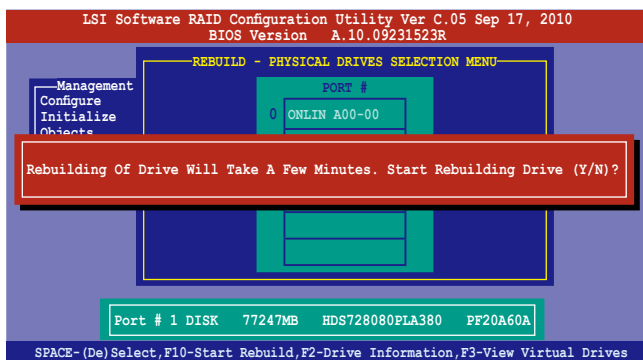 LSI Software RAID Configuration Utility Ver C.05 Sep 17, 2010
BIOS Version A.10.09231523R
REBUILD - PHYSICAL DRIVES SELECTION MENU
Management
PORT #
Configure
0 ONLIN A00-00
Initialize
Objects
Rebuilding Of Drive Will Take A Few Minutes. Start Rebuilding Drive (Y/N)?
Port # 1 DISK 77247MB HDS728080PLA380 PF20A60A
SPACE-(De)Select,F10-Start Rebuild,F2-Drive Information,F3-View Virtual Drives